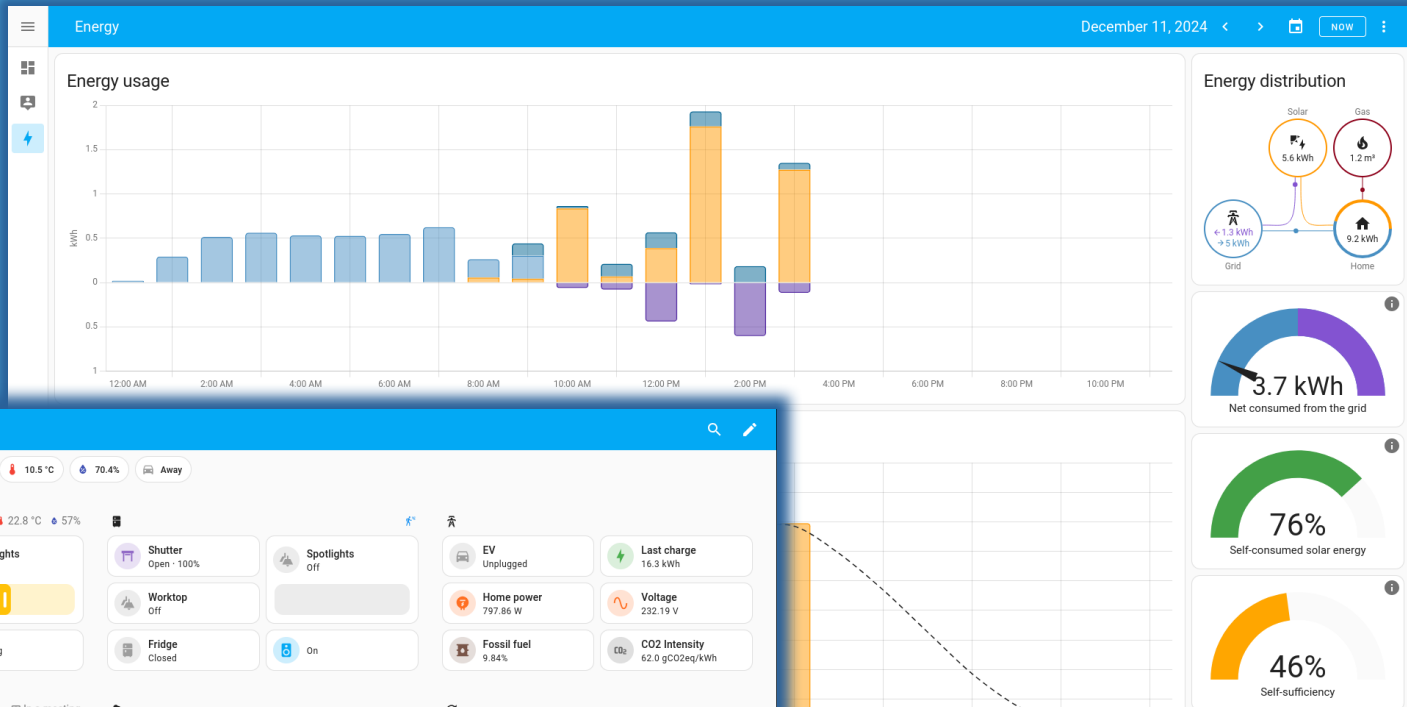 Energy
December 11, 2024
NOW
Energy usage
2
1.5
1
0.5
0
0.5
1
kWh
12:00 AM 2:00 AM 4:00 AM 6:00 AM 8:00 AM 10:00 AM 12:00 PM 2:00 PM 4:00 PM 6:00 PM 8:00 PM 10:00 PM
Energy distribution
Solar Gas
5.6 kWh 1.2 m³
←1.3 kWh
→5 kWh
9.2 kWh
Grid Home
3.7 kWh
Net consumed from the grid
76%
Self-consumed solar energy
46%
Self-sufficiency
10.5 °C 70.4% Away
22.8 °C 57%
ghts
Shutter
Open · 100%
Spotlights
Off
Worktop
Off
Fridge
Closed
On
EV
Unplugged
Last charge
16.3 kWh
Home power
797.86 W
Voltage
232.19 V
Fossil fuel
9.84%
CO2
CO2 Intensity
62.0 gCO2eq/kWh